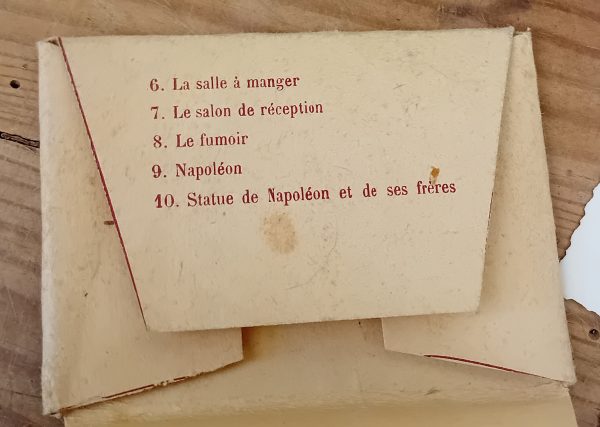 6. La salle à manger
7. Le salon de réception
8. Le fumoir
9. Napoléon
10. Statue de Napoléon et de ses frères